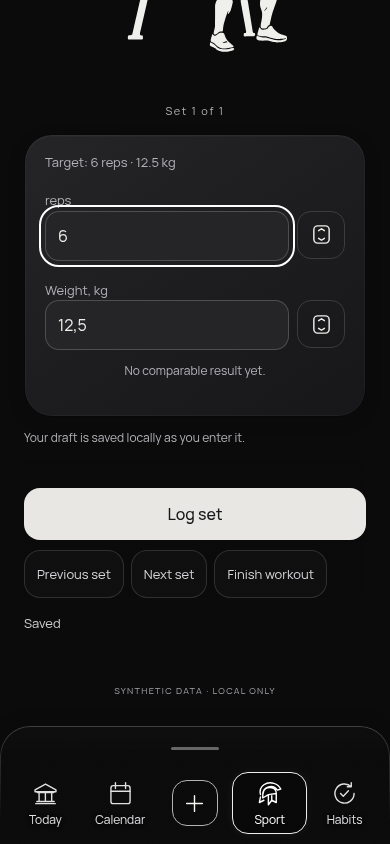 Set 1 of 1
Target: 6 reps · 12.5 kg
reps
6
Weight, kg
12,5
No comparable result yet.
Your draft is saved locally as you enter it.
Log set
Previous set
Next set
Finish workout
Saved
SYNTHETIC DATA · LOCAL ONLY
Today
Calendar
Sport
Habits